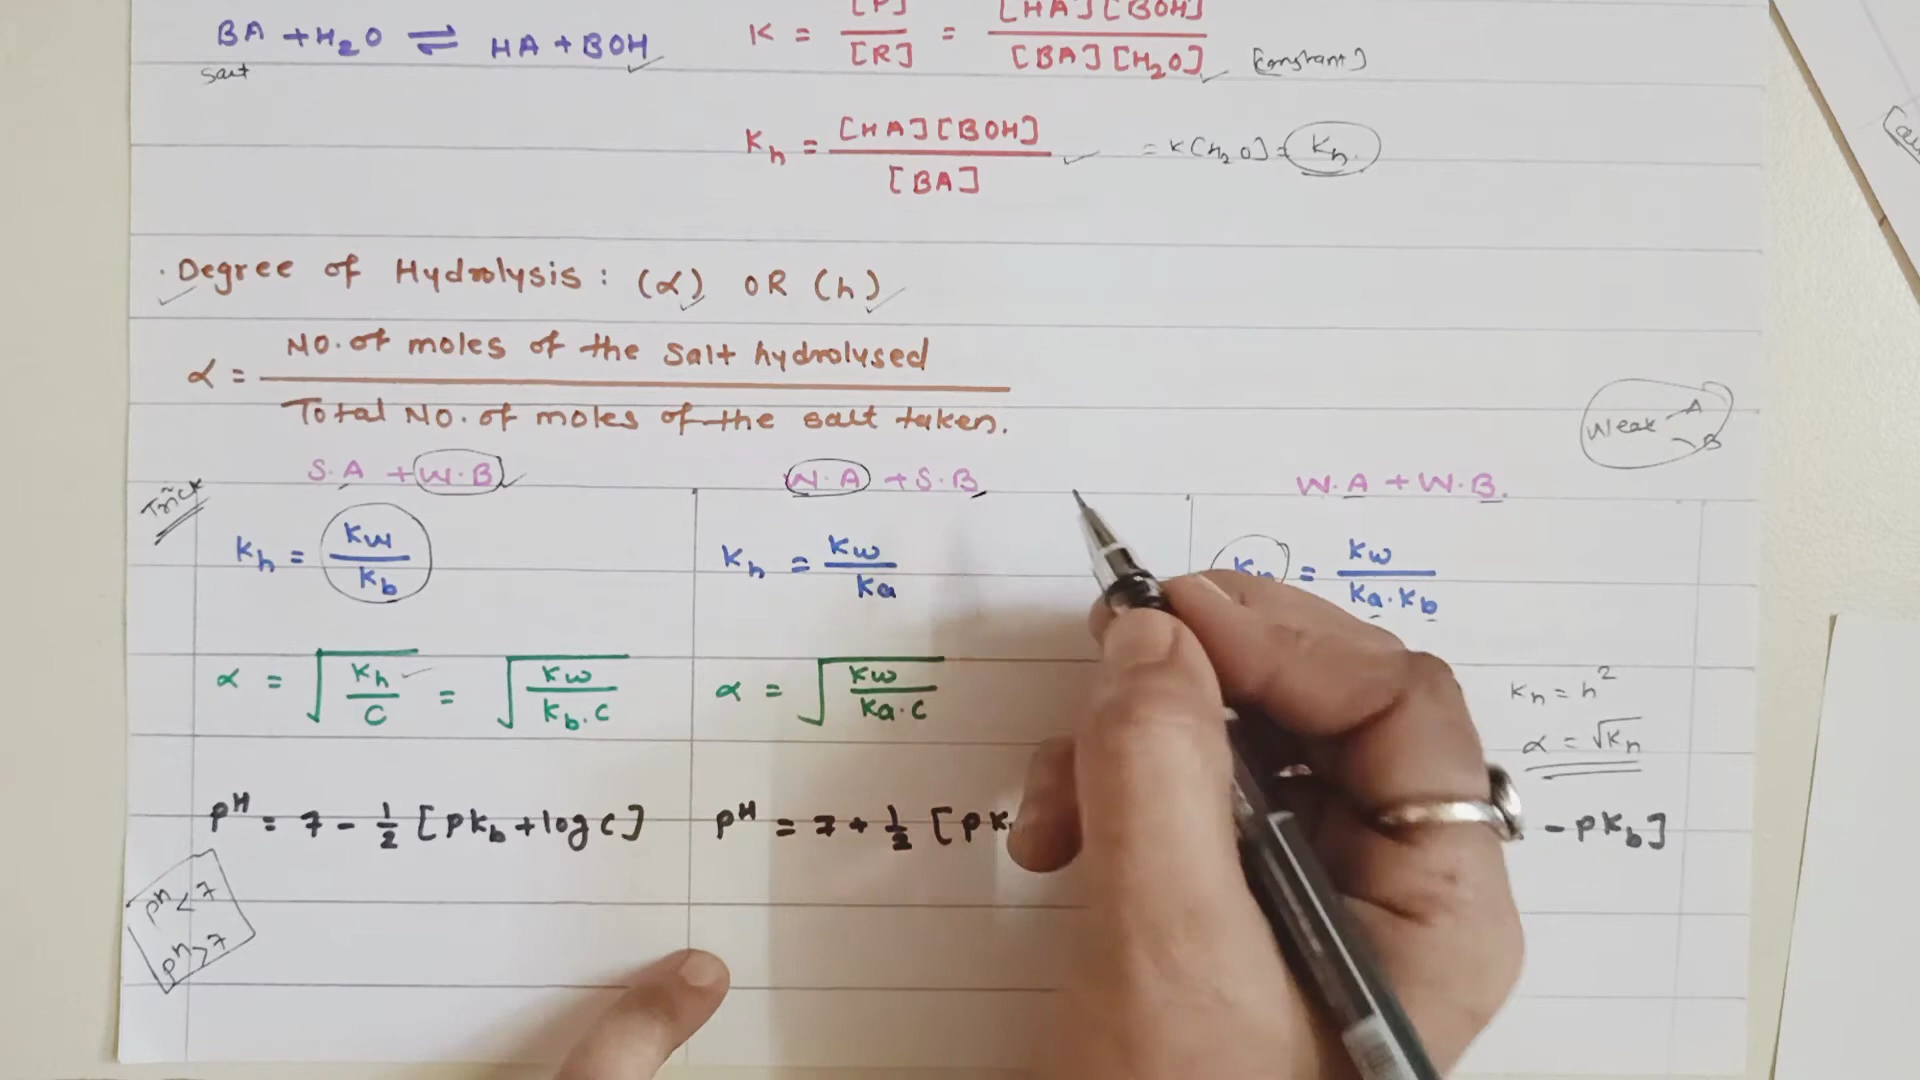 BA + H2O ⇌ HA + BOH
salt
K = [P] / [R] = [HA][BOH] / [BA][H2O] [constant]
Kh = [HA][BOH] / [BA] = K[H2O] = Kh
Degree of Hydrolysis : (α) OR (h)
α = No. of moles of the salt hydrolysed / Total No. of moles of the salt taken.
Weak A B
Trick
S.A + W.B
W.A + S.B
W.A + W.B.
Kh = Kw / Kb
Kh = Kw / Ka
Kh = Kw / Ka.Kb
α = √(Kh / C) = √(Kw / Kb.C)
α = √(Kw / Ka.C)
Kh = h²
α = √Kh
pH = 7 - 1/2 [PKb + log C]
pH = 7 + 1/2 [PK
- PKb]
pH < 7
pH > 7